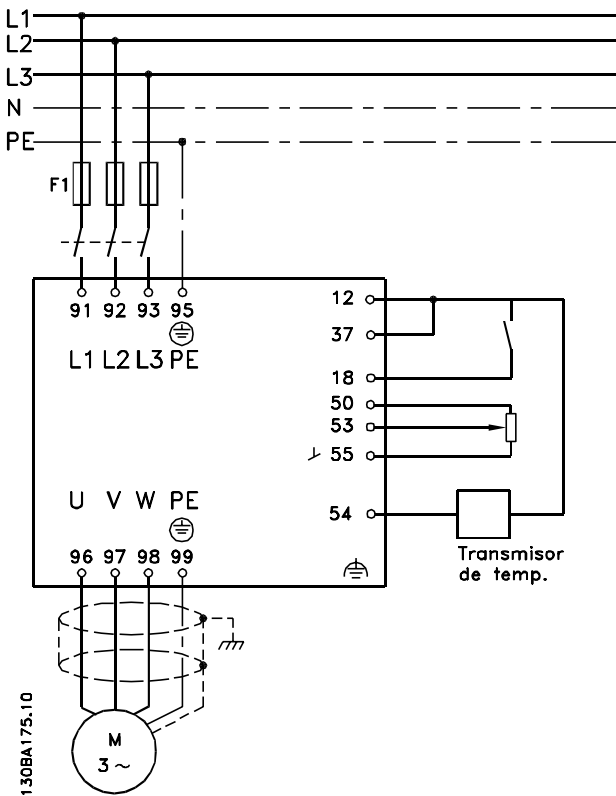 L1
L2
L3
N
PE
F1
91 92 93 95
L1 L2 L3 PE
12
37
18
50
53
55
54
U V W PE
96 97 98 99
Transmisor
de temp.
M
3 ~
130BA175.10